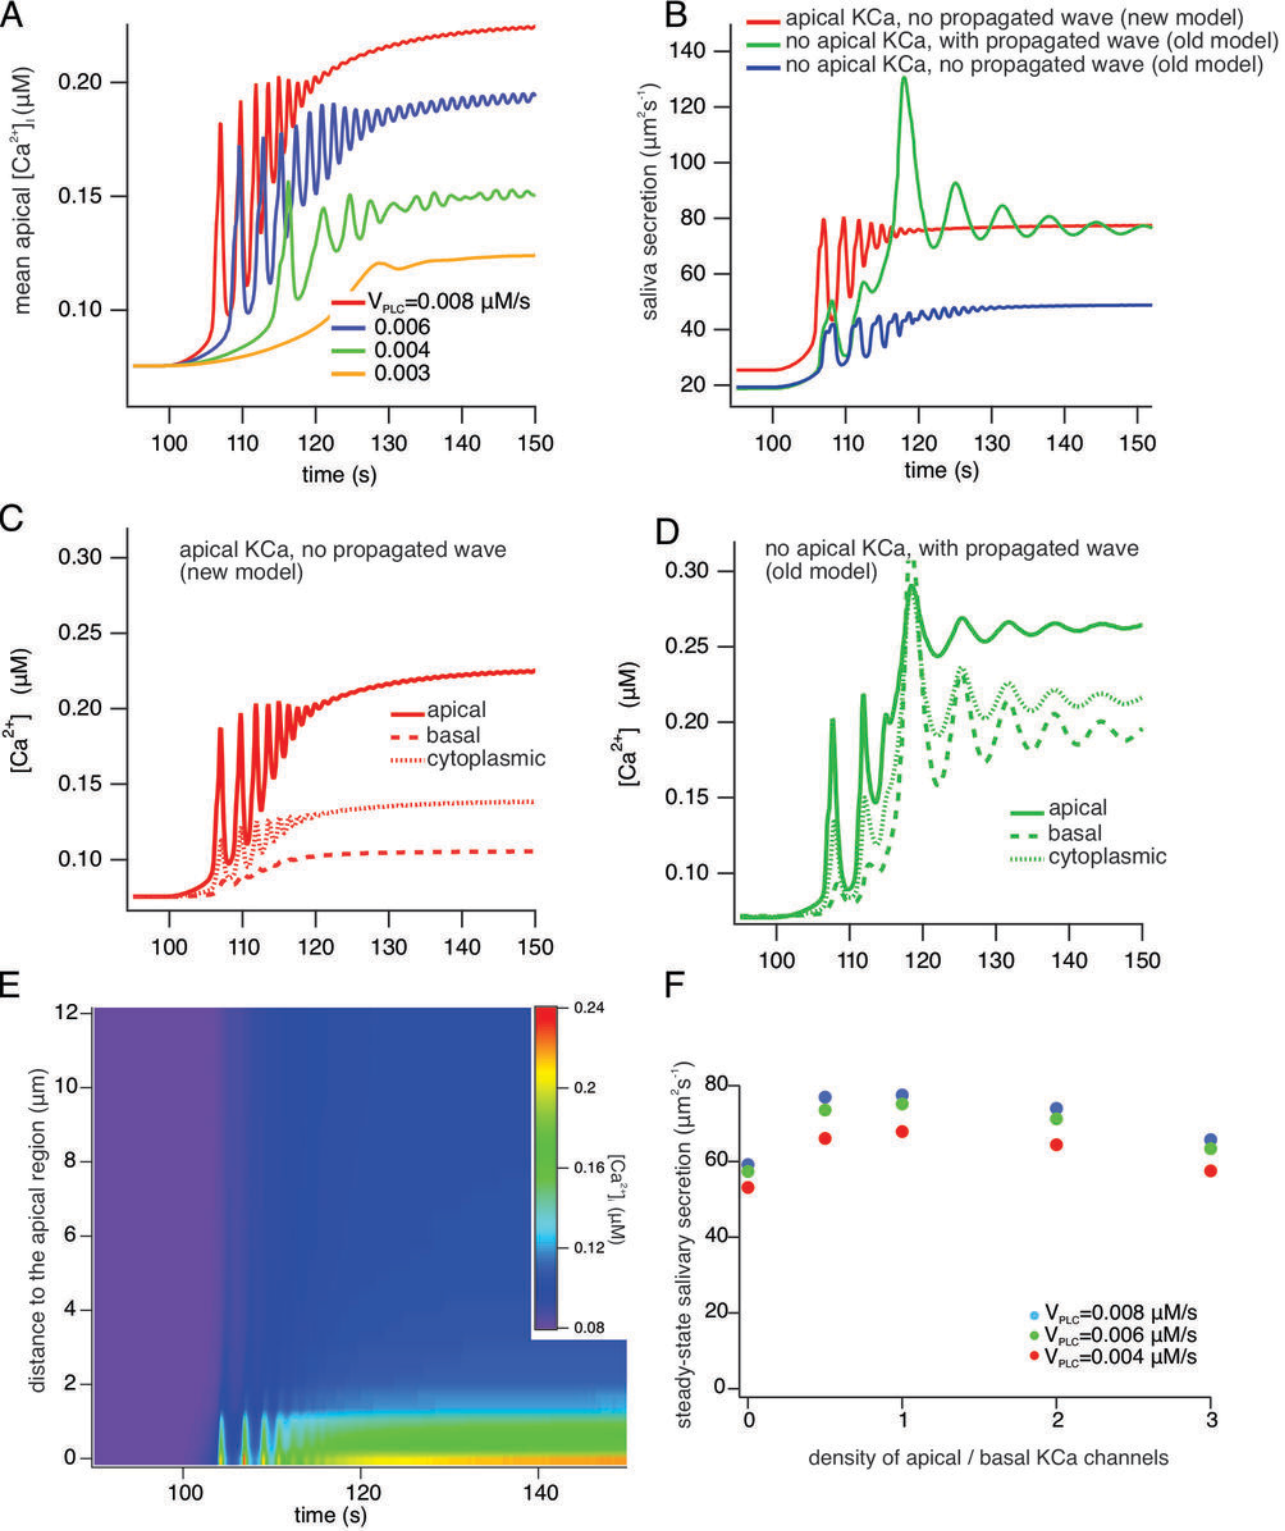 A
mean apical [Ca²⁺]ᵢ (µM)
0.20
0.15
0.10
V_PLC=0.008 µM/s
0.006
0.004
0.003
100 110 120 130 140 150
time (s)
B
apical KCa, no propagated wave (new model)
no apical KCa, with propagated wave (old model)
no apical KCa, no propagated wave (old model)
saliva secretion (µm²s⁻¹)
140
120
100
80
60
40
20
100 110 120 130 140 150
time (s)
C
apical KCa, no propagated wave
(new model)
[Ca²⁺] (µM)
0.30
0.25
0.20
0.15
0.10
apical
basal
cytoplasmic
100 110 120 130 140 150
D
no apical KCa, with propagated wave
(old model)
[Ca²⁺] (µM)
0.30
0.25
0.20
0.15
0.10
apical
basal
cytoplasmic
100 110 120 130 140 150
E
distance to the apical region (µm)
12
10
8
6
4
2
0
0.24
0.2
0.16
0.12
0.08
[Ca²⁺]ᵢ (µM)
100 120 140
time (s)
F
steady-state salivary secretion (µm²s⁻¹)
80
60
40
20
0
V_PLC=0.008 µM/s
V_PLC=0.006 µM/s
V_PLC=0.004 µM/s
0 1 2 3
density of apical / basal KCa channels